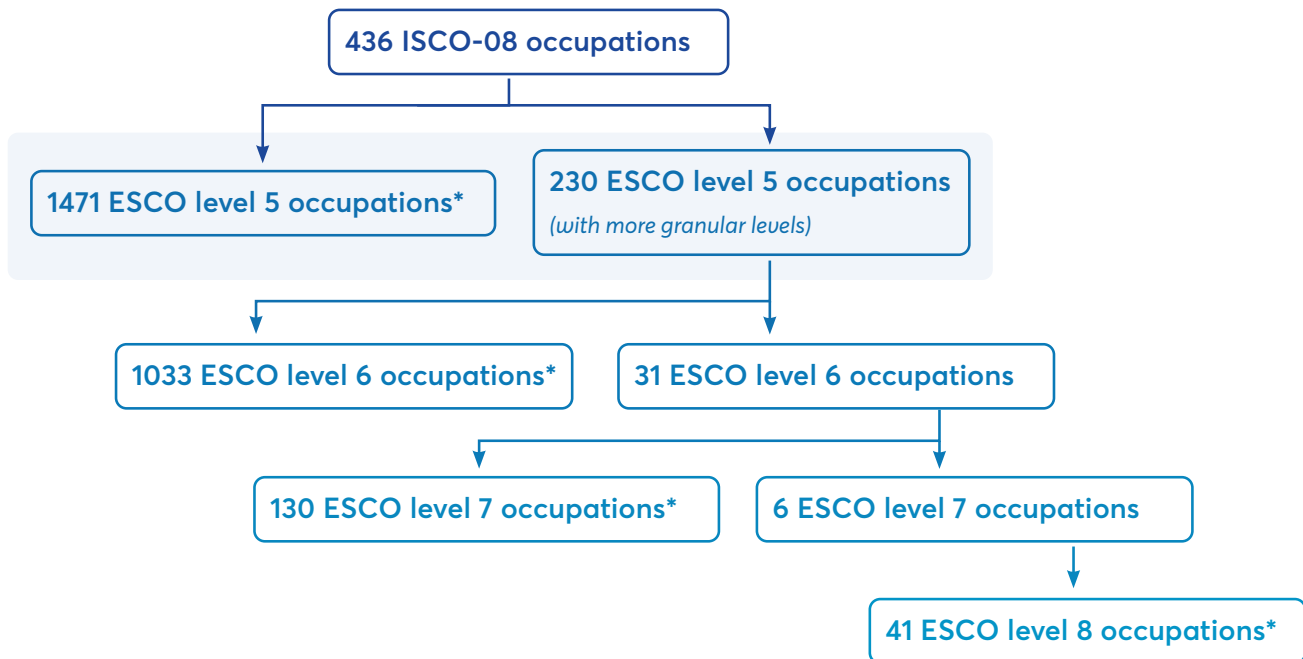 436 ISCO-08 occupations
1471 ESCO level 5 occupations*
230 ESCO level 5 occupations
(with more granular levels)
1033 ESCO level 6 occupations*
31 ESCO level 6 occupations
130 ESCO level 7 occupations*
6 ESCO level 7 occupations
41 ESCO level 8 occupations*